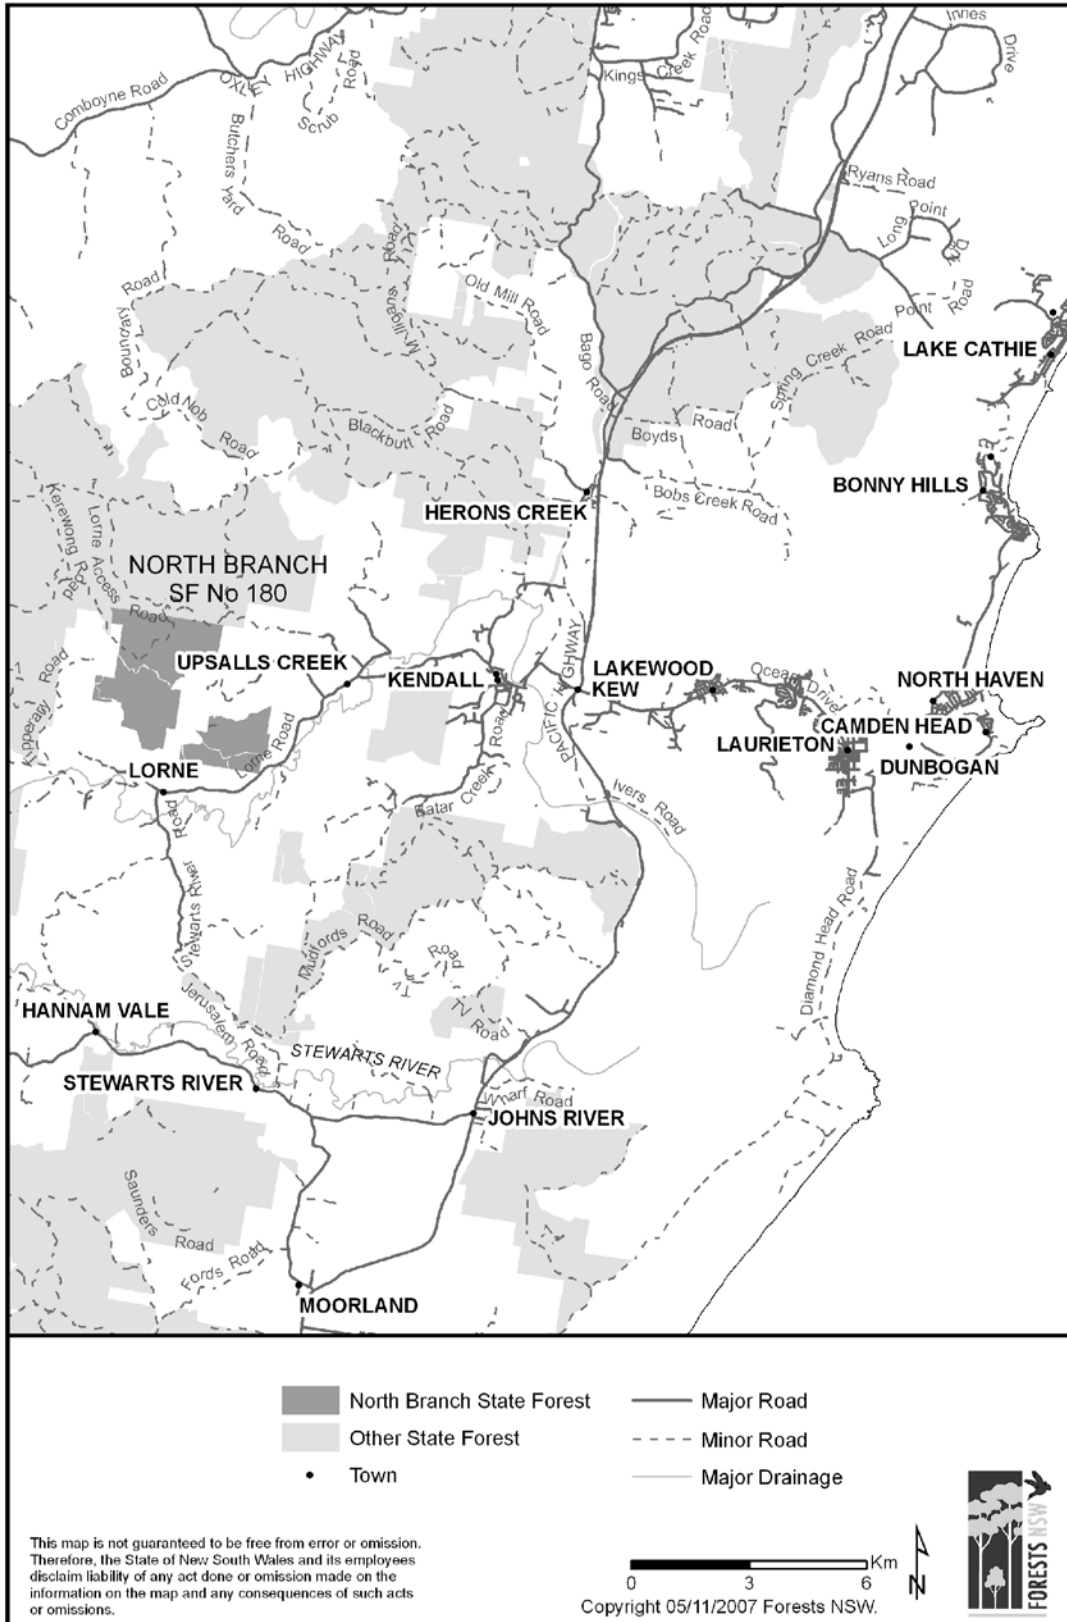 Innes
Drive
Kings Creek Road
Comboyne Road
OXLEY HIGHWAY
Scrub Road
Butchers Yard Road
Ryans Road
Long Point Drv
Point Road
Boundary Road
Milligans Road
Old Mill Road
Bago Road
Spring Creek Road
LAKE CATHIE
Cold Nob Road
Blackbutt Road
Boyds Road
Bobs Creek Road
BONNY HILLS
HERONS CREEK
Kerewong Road
Lorne Access Road
NORTH BRANCH
SF No 180
UPSALLS CREEK
KENDALL
LAKEWOOD
KEW
PACIFIC HIGHWAY
Ocean Drive
NORTH HAVEN
CAMDEN HEAD
LAURIETON
DUNBOGAN
Kipperary Road
Lorne Road
LORNE
Batar Creek Road
Ivers Road
Stewarts River Road
Mudfords Road
Tv Road
TV Road
Diamond Head Road
HANNAM VALE
Jerusalem Road
STEWARTS RIVER
STEWARTS RIVER
Wharf Road
JOHNS RIVER
Saunders Road
Fords Road
MOORLAND
North Branch State Forest
Other State Forest
Town
Major Road
Minor Road
Major Drainage
This map is not guaranteed to be free from error or omission.
Therefore, the State of New South Wales and its employees
disclaim liability of any act done or omission made on the
information on the map and any consequences of such acts
or omissions.
Km
0 3 6
Copyright 05/11/2007 Forests NSW.
N
FORESTS NSW